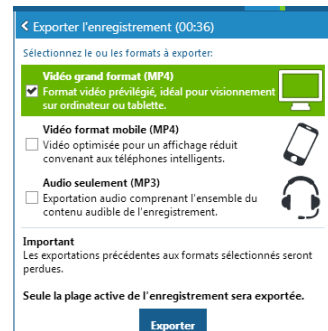 Exporter l'enregistrement (00:36)
Sélectionnez le ou les formats à exporter:
Vidéo grand format (MP4)
Format vidéo prévilégié, idéal pour visionnement
sur ordinateur ou tablette.
Vidéo format mobile (MP4)
Vidéo optimisée pour un affichage réduit
convenant aux téléphones intelligents.
Audio seulement (MP3)
Exportation audio comprenant l'ensemble du
contenu audible de l'enregistrement.
Important
Les exportations précédentes aux formats sélectionnés seront
perdues.
Seule la plage active de l'enregistrement sera exportée.
Exporter